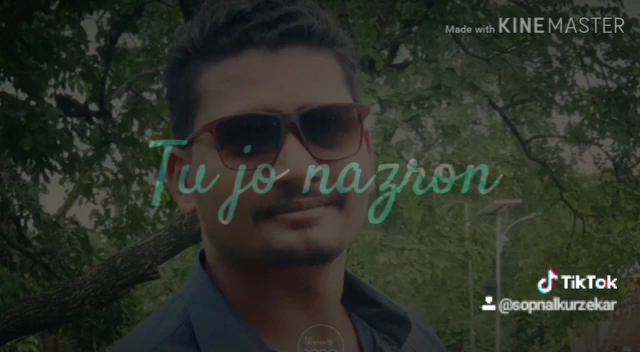 Made with KINEMASTER
Tu jo nazron
TikTok
@sopnalkurzekar